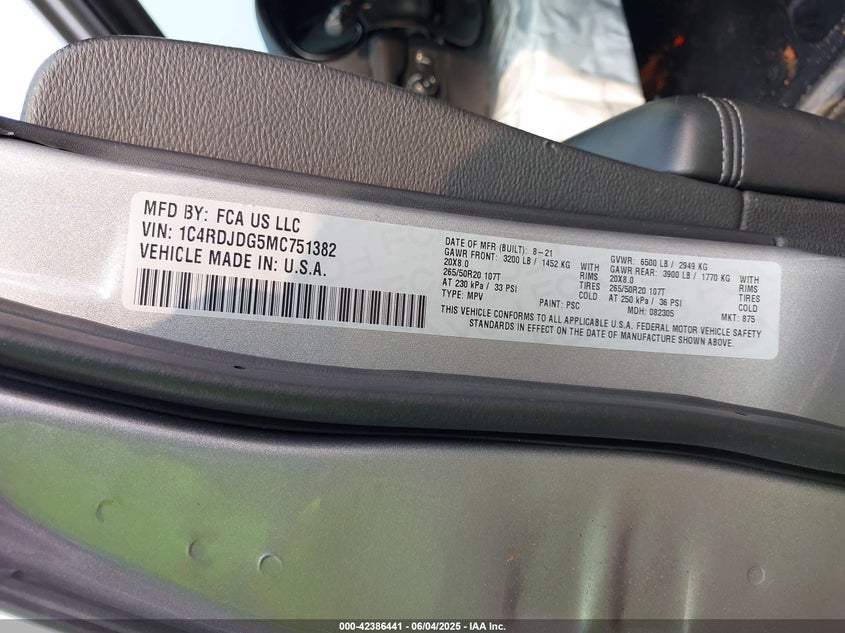 MFD BY: FCA US LLC
VIN: 1C4RDJDG5MC751382
VEHICLE MADE IN: U.S.A.
DATE OF MFR (BUILT): 8-21
GAWR FRONT: 3200 LB / 1452 KG WITH
20X8.0 RIMS
265/50R20 107T TIRES
AT 230 kPa / 33 PSI COLD
TYPE: MPV PAINT: PSC
GVWR: 6500 LB / 2949 KG
GAWR REAR: 3900 LB / 1770 KG WITH
20X8.0 RIMS
265/50R20 107T TIRES
AT 250 kPa / 36 PSI COLD
MDH: 082305 MKT: 875
THIS VEHICLE CONFORMS TO ALL APPLICABLE U.S.A. FEDERAL MOTOR VEHICLE SAFETY
STANDARDS IN EFFECT ON THE DATE OF MANUFACTURE SHOWN ABOVE.
000-42386441 - 06/04/2025 - IAA Inc.